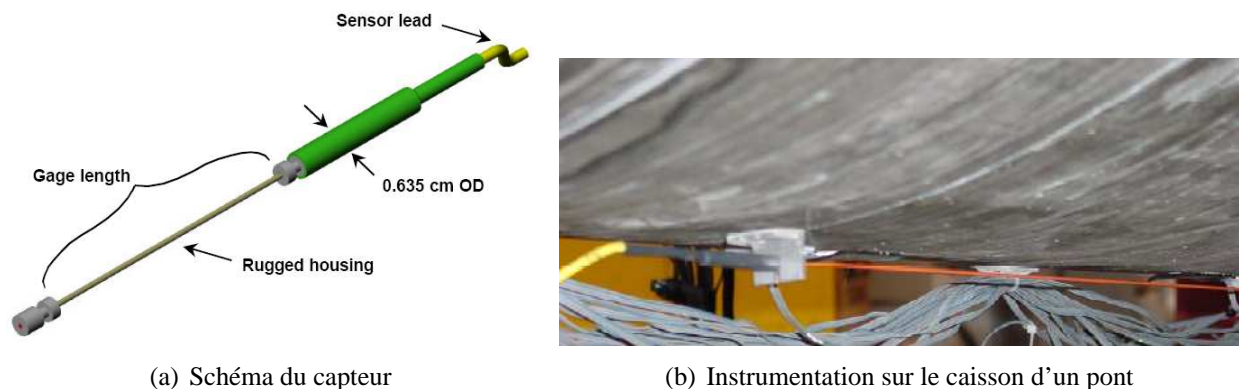 Sensor lead
Gage length
0.635 cm OD
Rugged housing
(a) Schéma du capteur
(b) Instrumentation sur le caisson d'un pont